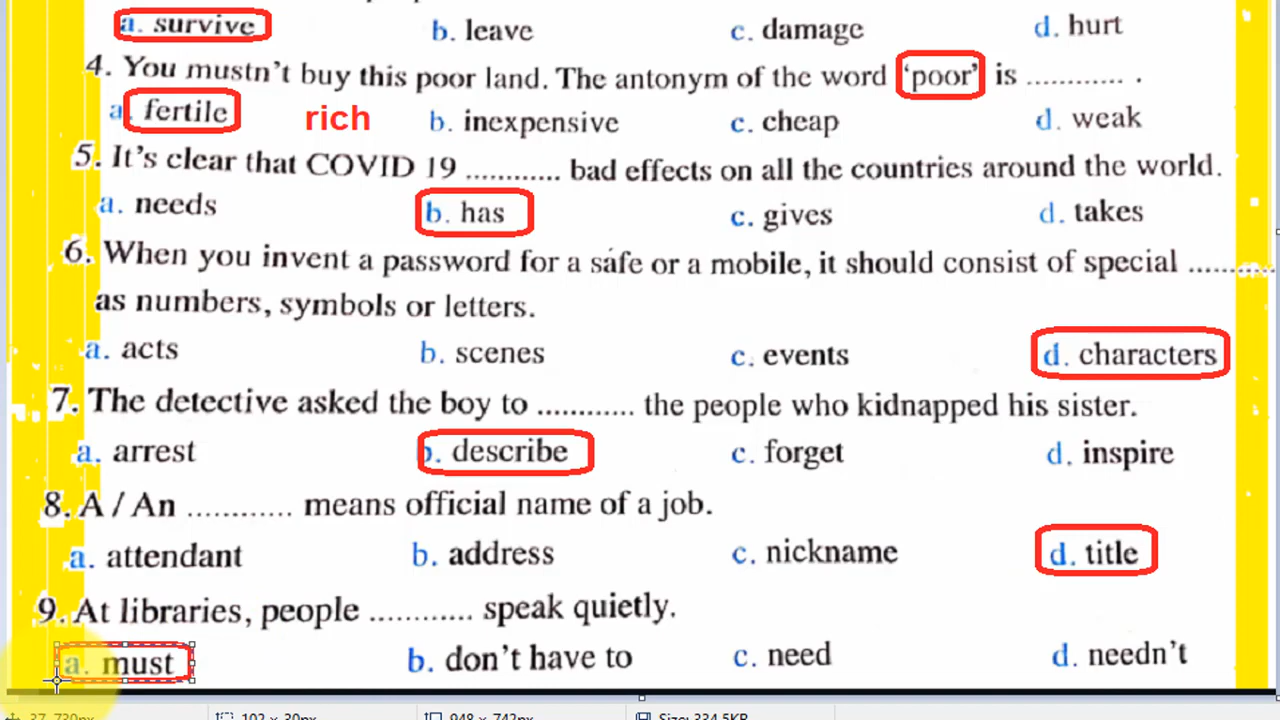 a. survive b. leave c. damage d. hurt
4. You mustn't buy this poor land. The antonym of the word 'poor' is ............ .
a. fertile rich b. inexpensive c. cheap d. weak
5. It's clear that COVID 19 ............ bad effects on all the countries around the world.
a. needs b. has c. gives d. takes
6. When you invent a password for a safe or a mobile, it should consist of special ............
as numbers, symbols or letters.
a. acts b. scenes c. events d. characters
7. The detective asked the boy to ............ the people who kidnapped his sister.
a. arrest b. describe c. forget d. inspire
8. A / An ............ means official name of a job.
a. attendant b. address c. nickname d. title
9. At libraries, people ............ speak quietly.
a. must b. don't have to c. need d. needn't